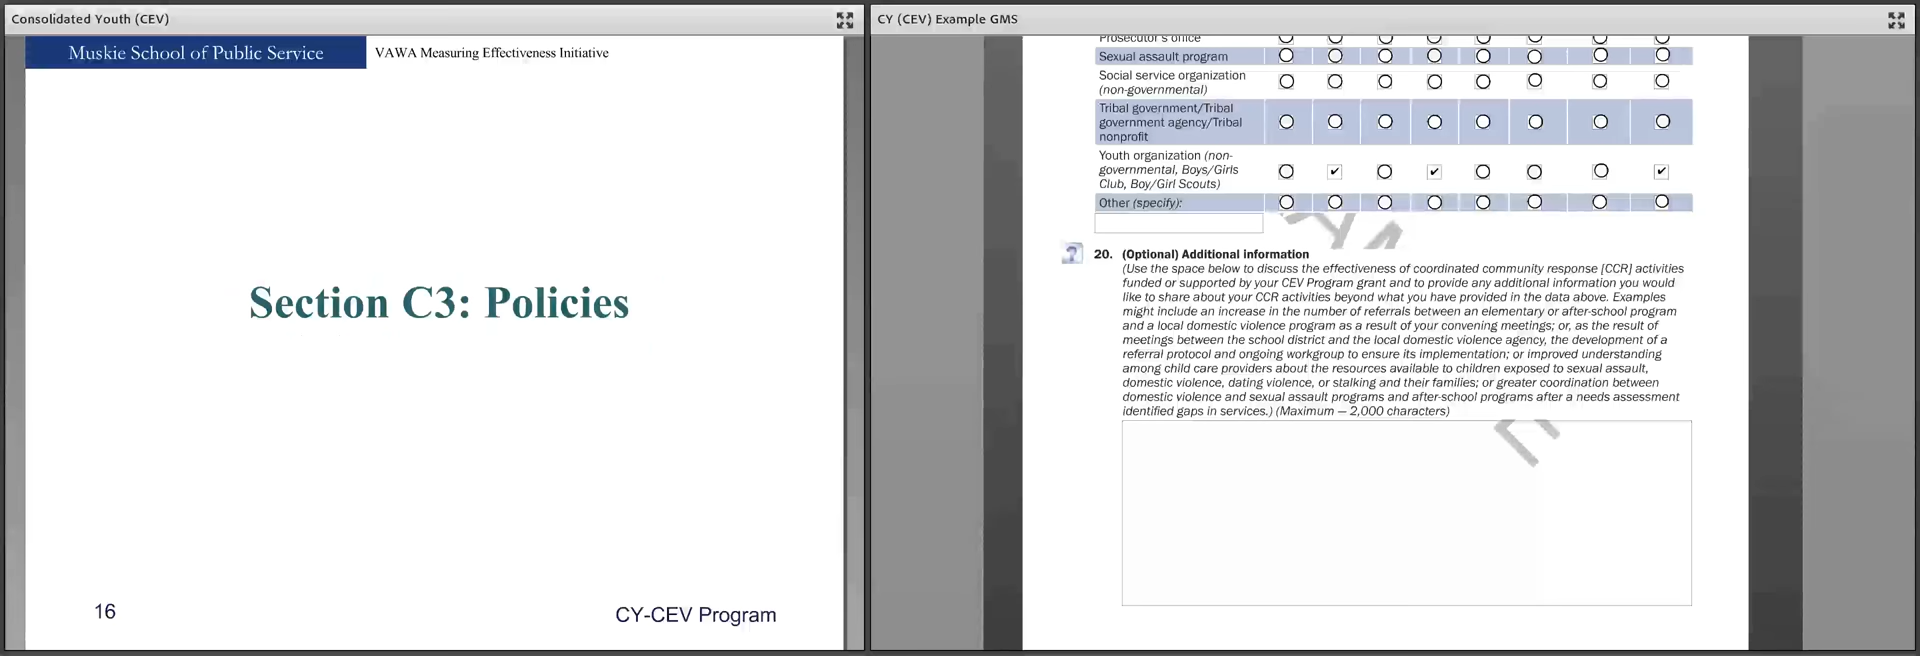 Consolidated Youth (CEV)
Muskie School of Public Service
VAWA Measuring Effectiveness Initiative
Section C3: Policies
16
CY-CEV Program
CY (CEV) Example GMS
Prosecutor's office
Sexual assault program
Social service organization
(non-governmental)
Tribal government/Tribal
government agency/Tribal
nonprofit
Youth organization (non-
governmental, Boys/Girls
Club, Boy/Girl Scouts)
Other (specify):
20. (Optional) Additional information
(Use the space below to discuss the effectiveness of coordinated community response [CCR] activities
funded or supported by your CEV Program grant and to provide any additional information you would
like to share about your CCR activities beyond what you have provided in the data above. Examples
might include an increase in the number of referrals between an elementary or after-school program
and a local domestic violence program as a result of your convening meetings; or, as the result of
meetings between the school district and the local domestic violence agency, the development of a
referral protocol and ongoing workgroup to ensure its implementation; or improved understanding
among child care providers about the resources available to children exposed to sexual assault,
domestic violence, dating violence, or stalking and their families; or greater coordination between
domestic violence and sexual assault programs and after-school programs after a needs assessment
identified gaps in services.) (Maximum — 2,000 characters)